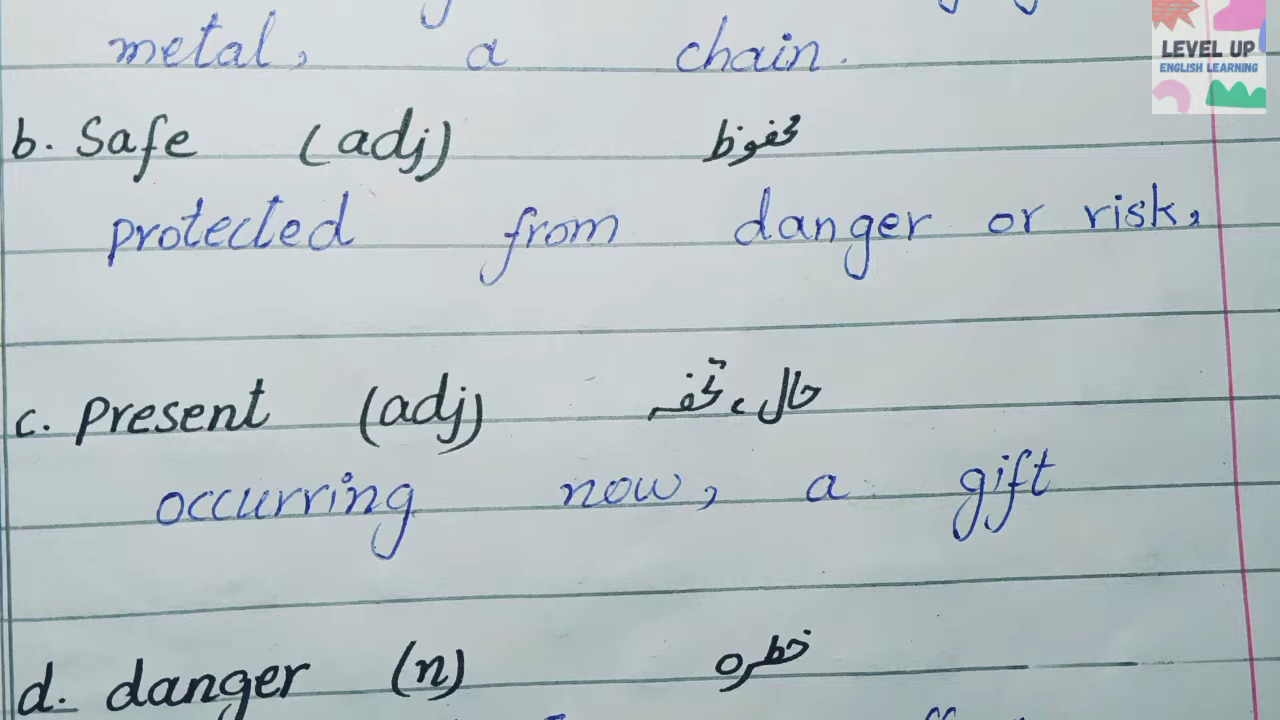 metal, a chain.
LEVEL UP
ENGLISH LEARNING
b. Safe (adj) محفوظ
protected from danger or risk,
c. Present (adj) حال، تحفہ
occurring now, a gift
d. danger (n) خطرہ